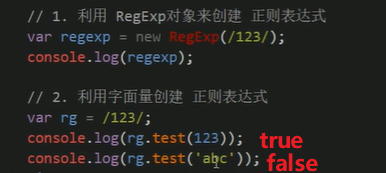 // 1. 利用 RegExp对象来创建 正则表达式
var regexp = new RegExp(/123/);
console.log(regexp);
// 2. 利用字面量创建 正则表达式
var rg = /123/;
console.log(rg.test(123)); true
console.log(rg.test('abc')); false